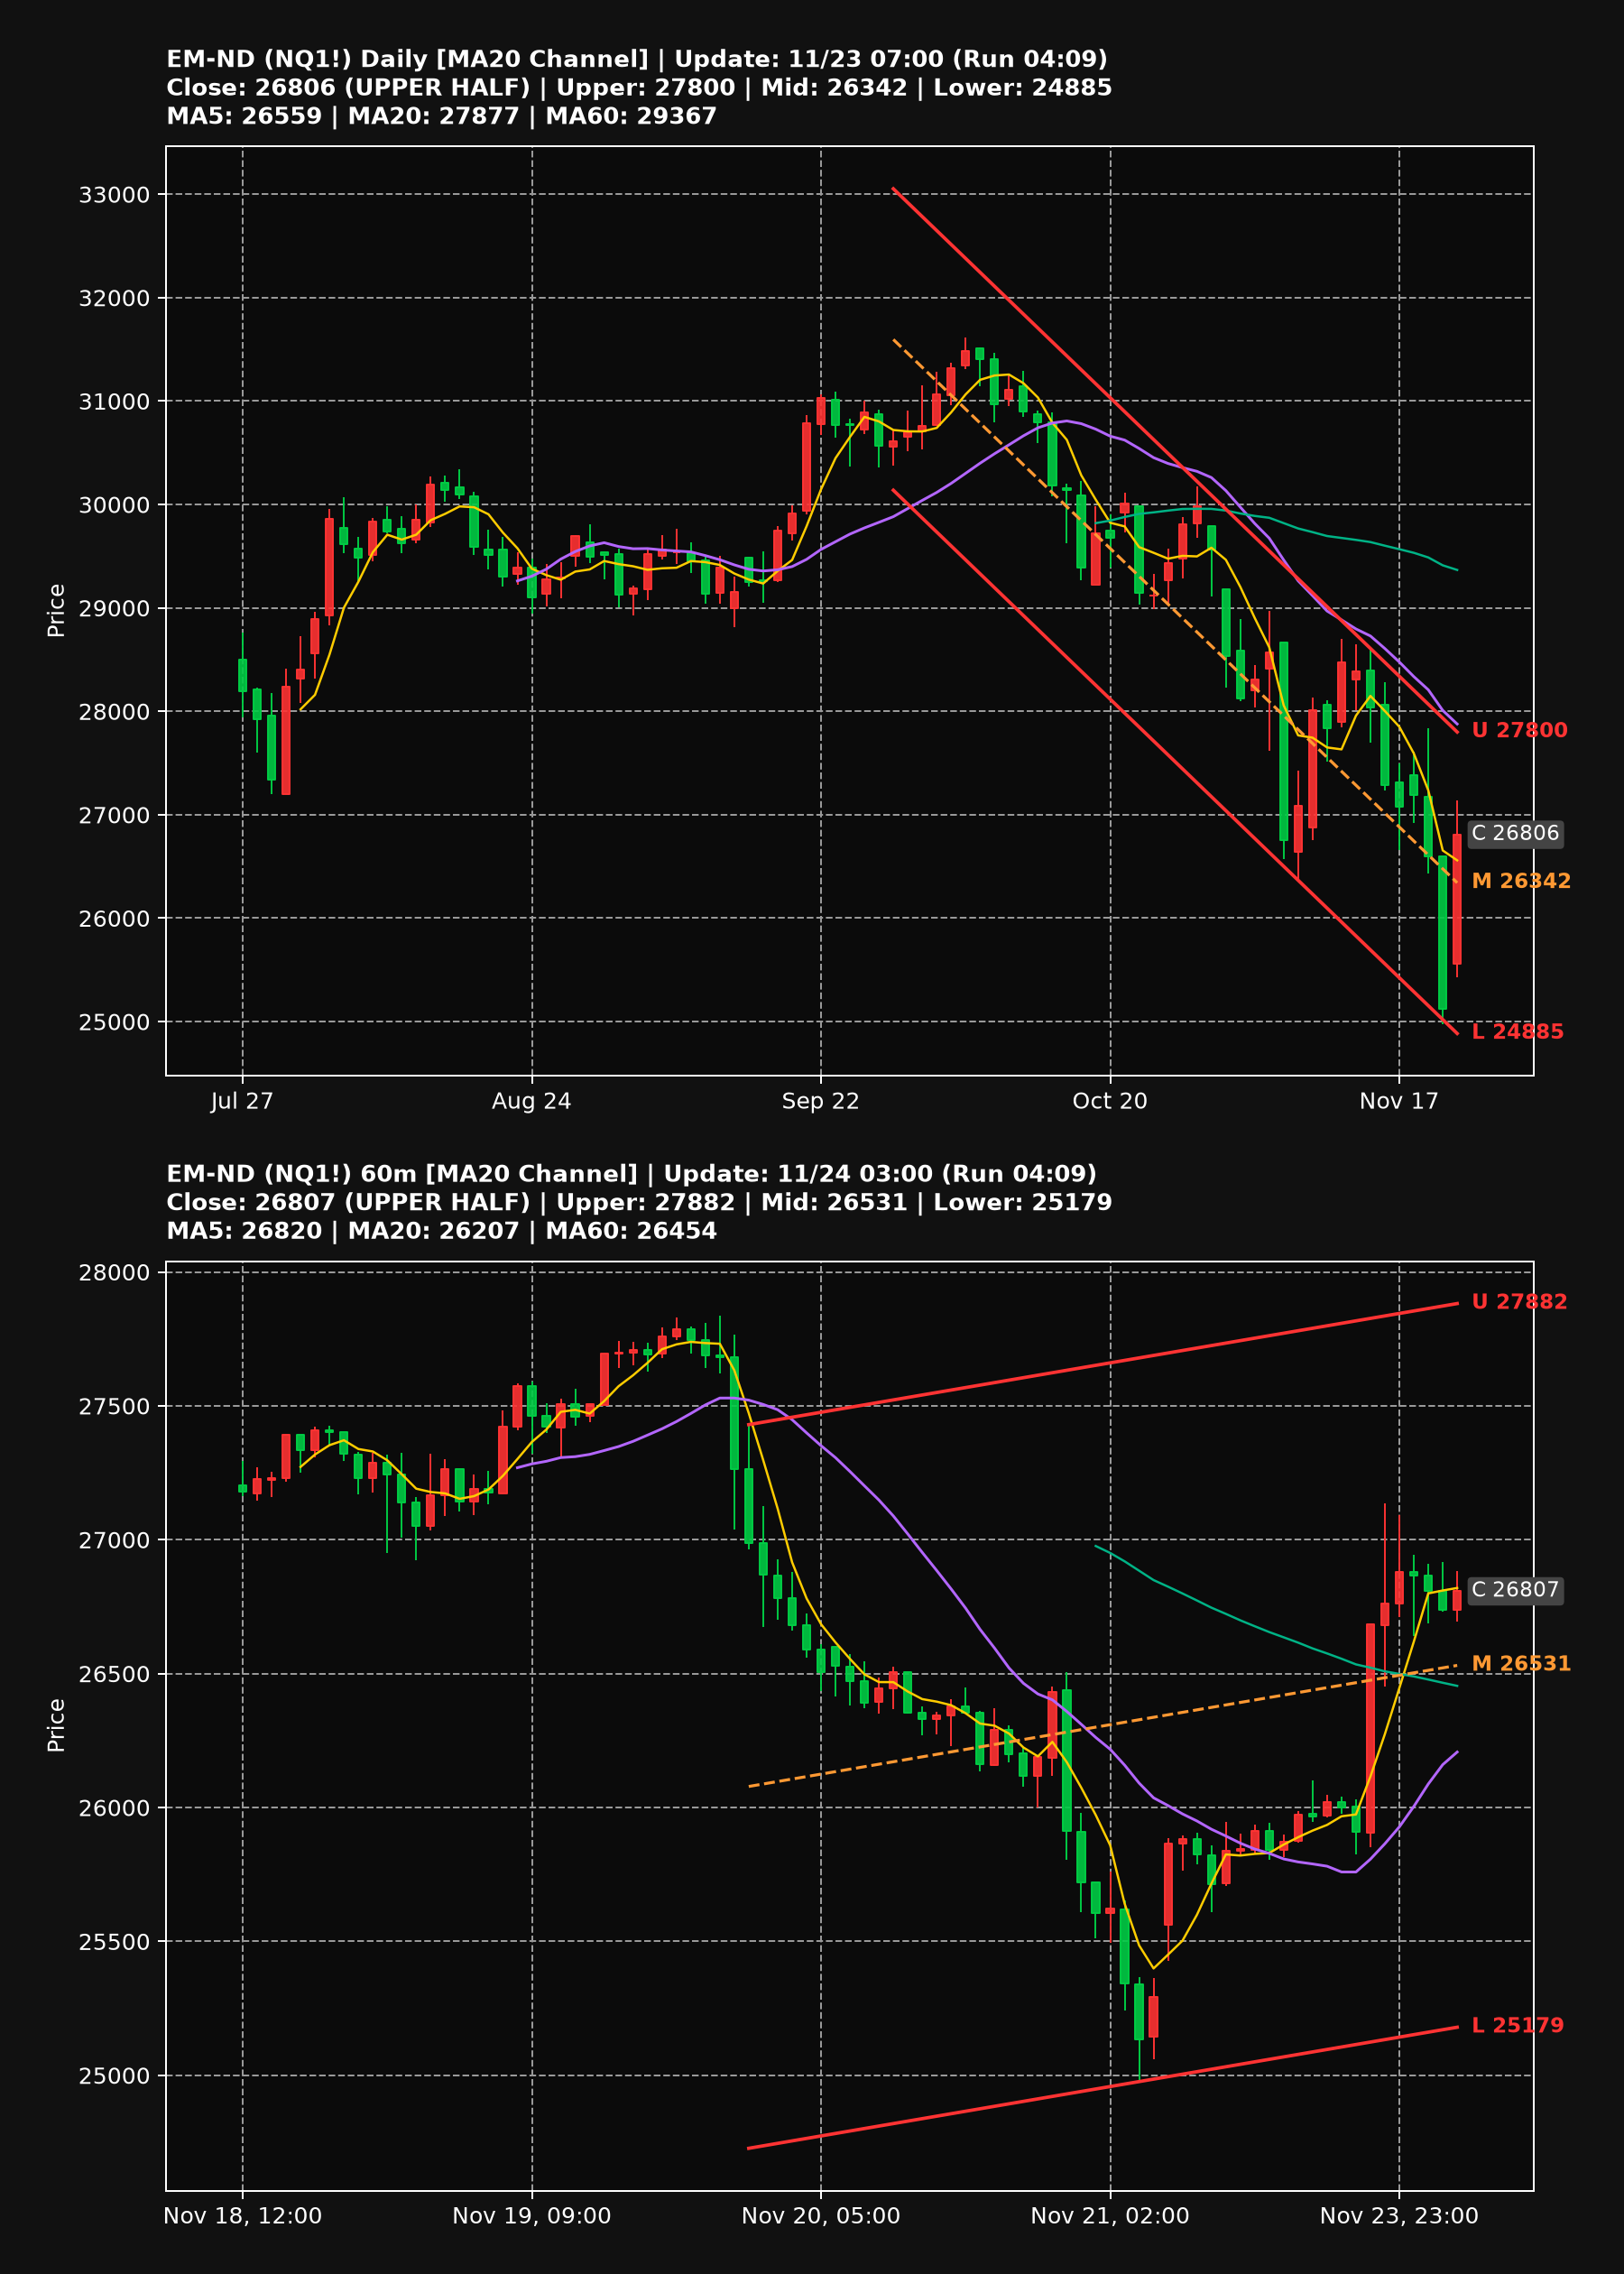 EM-ND (NQ1!) Daily [MA20 Channel] | Update: 11/23 07:00 (Run 04:09)
Close: 26806 (UPPER HALF) | Upper: 27800 | Mid: 26342 | Lower: 24885
MA5: 26559 | MA20: 27877 | MA60: 29367
Price
33000
32000
31000
30000
29000
28000
27000
26000
25000
U 27800
C 26806
M 26342
L 24885
Jul 27
Aug 24
Sep 22
Oct 20
Nov 17
EM-ND (NQ1!) 60m [MA20 Channel] | Update: 11/24 03:00 (Run 04:09)
Close: 26807 (UPPER HALF) | Upper: 27882 | Mid: 26531 | Lower: 25179
MA5: 26820 | MA20: 26207 | MA60: 26454
Price
28000
27500
27000
26500
26000
25500
25000
U 27882
C 26807
M 26531
L 25179
Nov 18, 12:00
Nov 19, 09:00
Nov 20, 05:00
Nov 21, 02:00
Nov 23, 23:00